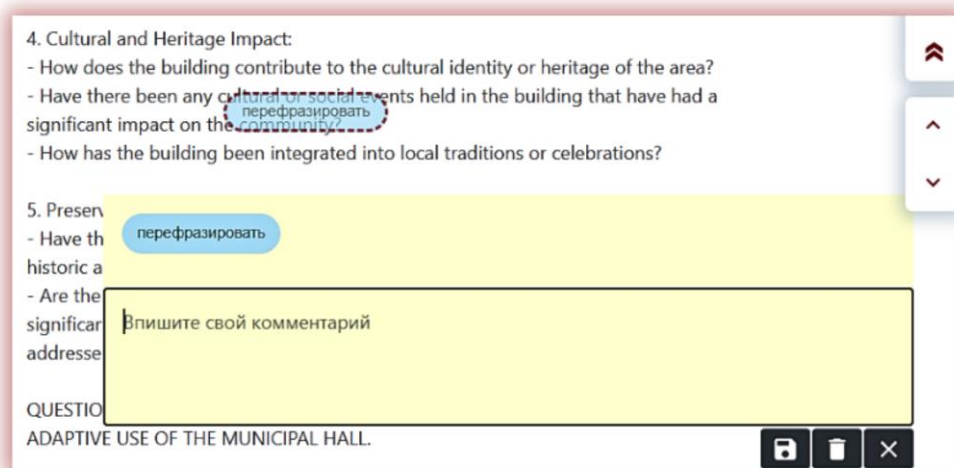 4. Cultural and Heritage Impact:
- How does the building contribute to the cultural identity or heritage of the area?
- Have there been any cultural or social events held in the building that have had a
перефразировать
significant impact on the community?
- How has the building been integrated into local traditions or celebrations?
5. Preserv
перефразировать
- Have th
historic a
- Are the
significar
Впишите свой комментарий
addresse
QUESTIO
ADAPTIVE USE OF THE MUNICIPAL HALL.